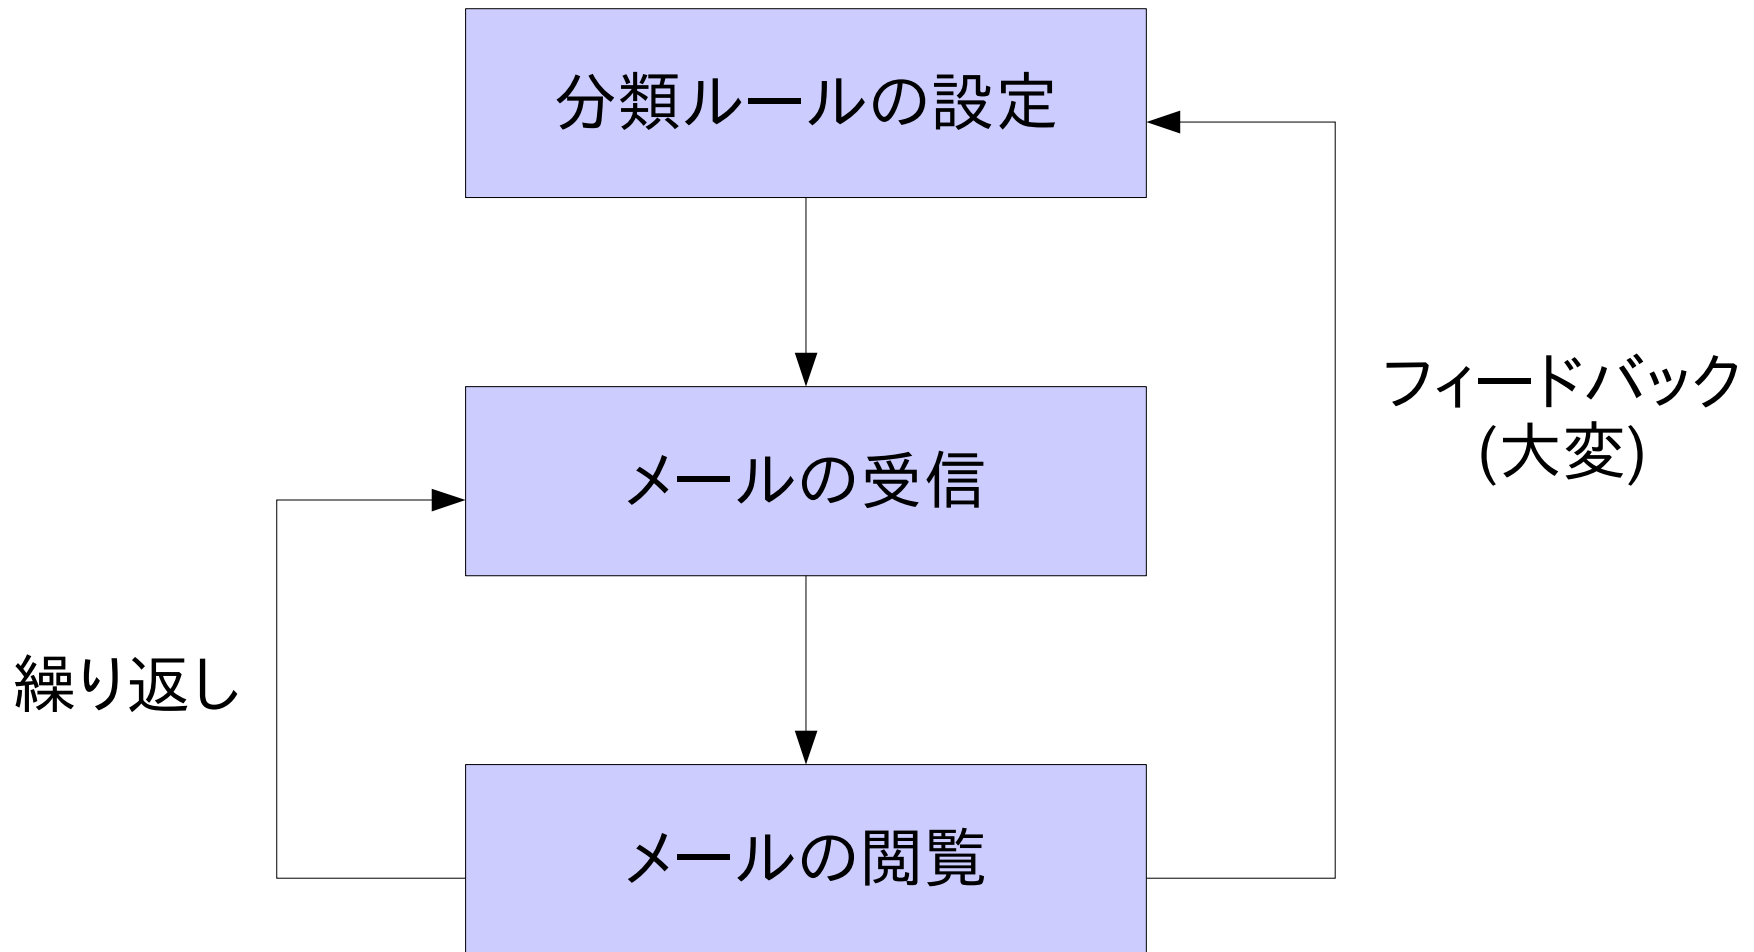 分類ルールの設定
メールの受信
フィードバック
(大変)
繰り返し
メールの閲覧